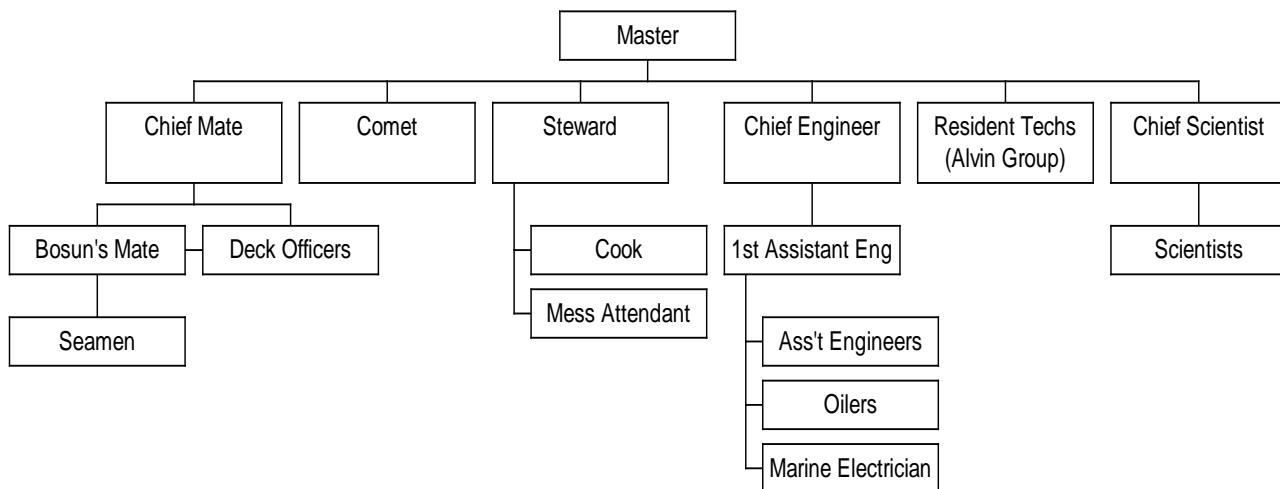 Master
Chief Mate
Comet
Steward
Chief Engineer
Resident Techs
(Alvin Group)
Chief Scientist
Bosun's Mate
Deck Officers
Cook
1st Assistant Eng
Scientists
Mess Attendant
Seamen
Ass't Engineers
Oilers
Marine Electrician